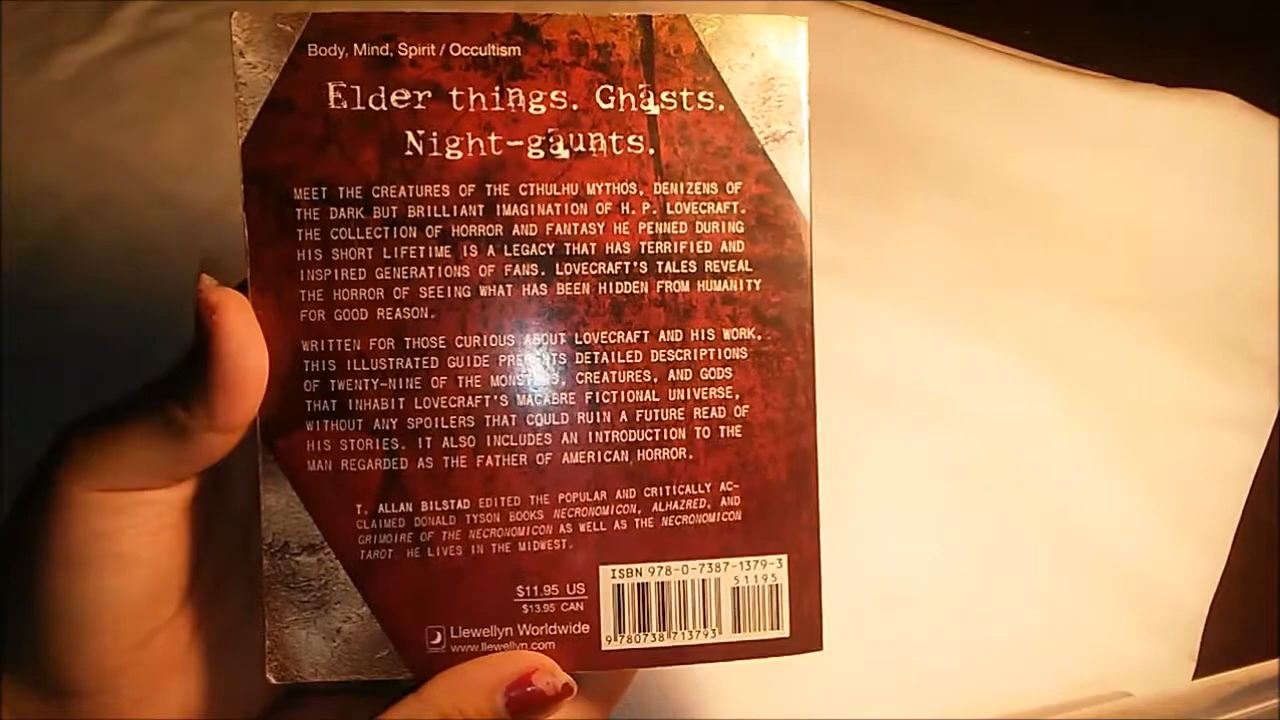 Body, Mind, Spirit / Occultism
Elder things. Ghasts.
Night-gaunts.
MEET THE CREATURES OF THE CTHULHU MYTHOS, DENIZENS OF
THE DARK BUT BRILLIANT IMAGINATION OF H. P. LOVECRAFT.
THE COLLECTION OF HORROR AND FANTASY HE PENNED DURING
HIS SHORT LIFETIME IS A LEGACY THAT HAS TERRIFIED AND
INSPIRED GENERATIONS OF FANS. LOVECRAFT'S TALES REVEAL
THE HORROR OF SEEING WHAT HAS BEEN HIDDEN FROM HUMANITY
FOR GOOD REASON.
WRITTEN FOR THOSE CURIOUS ABOUT LOVECRAFT AND HIS WORK,
THIS ILLUSTRATED GUIDE PRESENTS DETAILED DESCRIPTIONS
OF TWENTY-NINE OF THE MONSTERS, CREATURES, AND GODS
THAT INHABIT LOVECRAFT'S MACABRE FICTIONAL UNIVERSE,
WITHOUT ANY SPOILERS THAT COULD RUIN A FUTURE READ OF
HIS STORIES. IT ALSO INCLUDES AN INTRODUCTION TO THE
MAN REGARDED AS THE FATHER OF AMERICAN HORROR.
T. ALLAN BILSTAD EDITED THE POPULAR AND CRITICALLY AC-
CLAIMED DONALD TYSON BOOKS NECRONOMICON, ALHAZRED, AND
GRIMOIRE OF THE NECRONOMICON AS WELL AS THE NECRONOMICON
TAROT. HE LIVES IN THE MIDWEST.
$11.95 US
$13.95 CAN
Llewellyn Worldwide
www.llewellyn.com
ISBN 978-0-7387-1379-3
51195
9 780738 713793